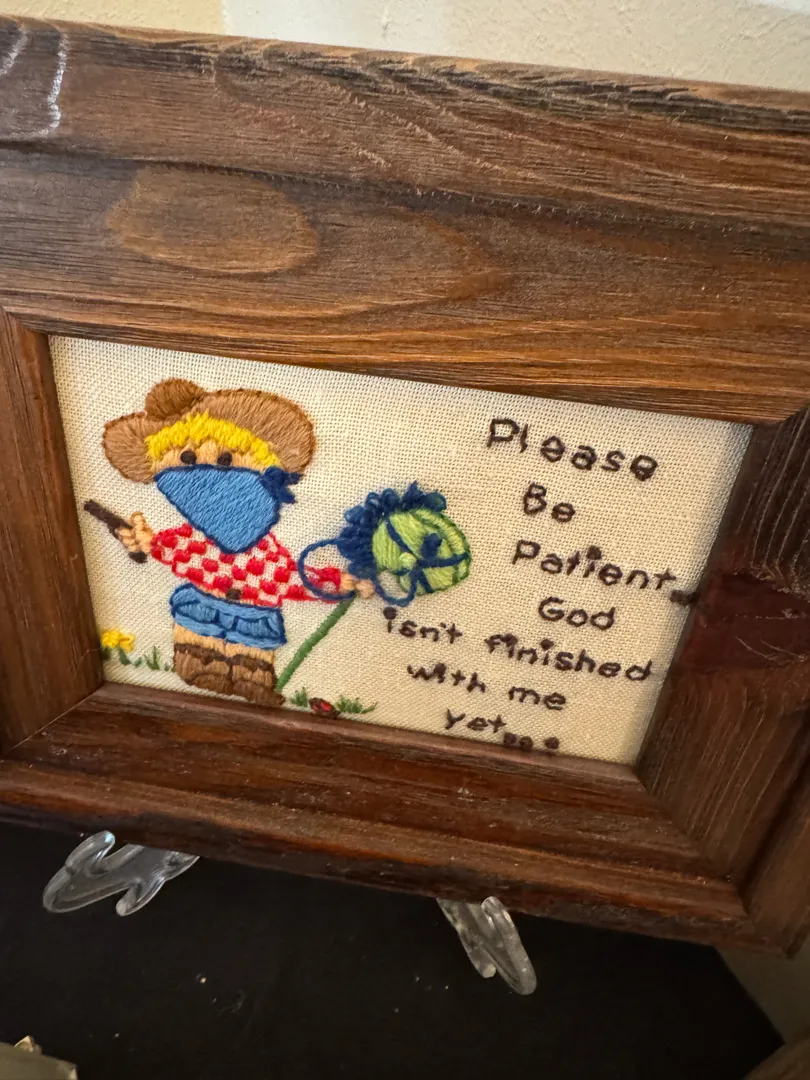 Please
Be
Patient..
God
isn't finished
with me
yet...